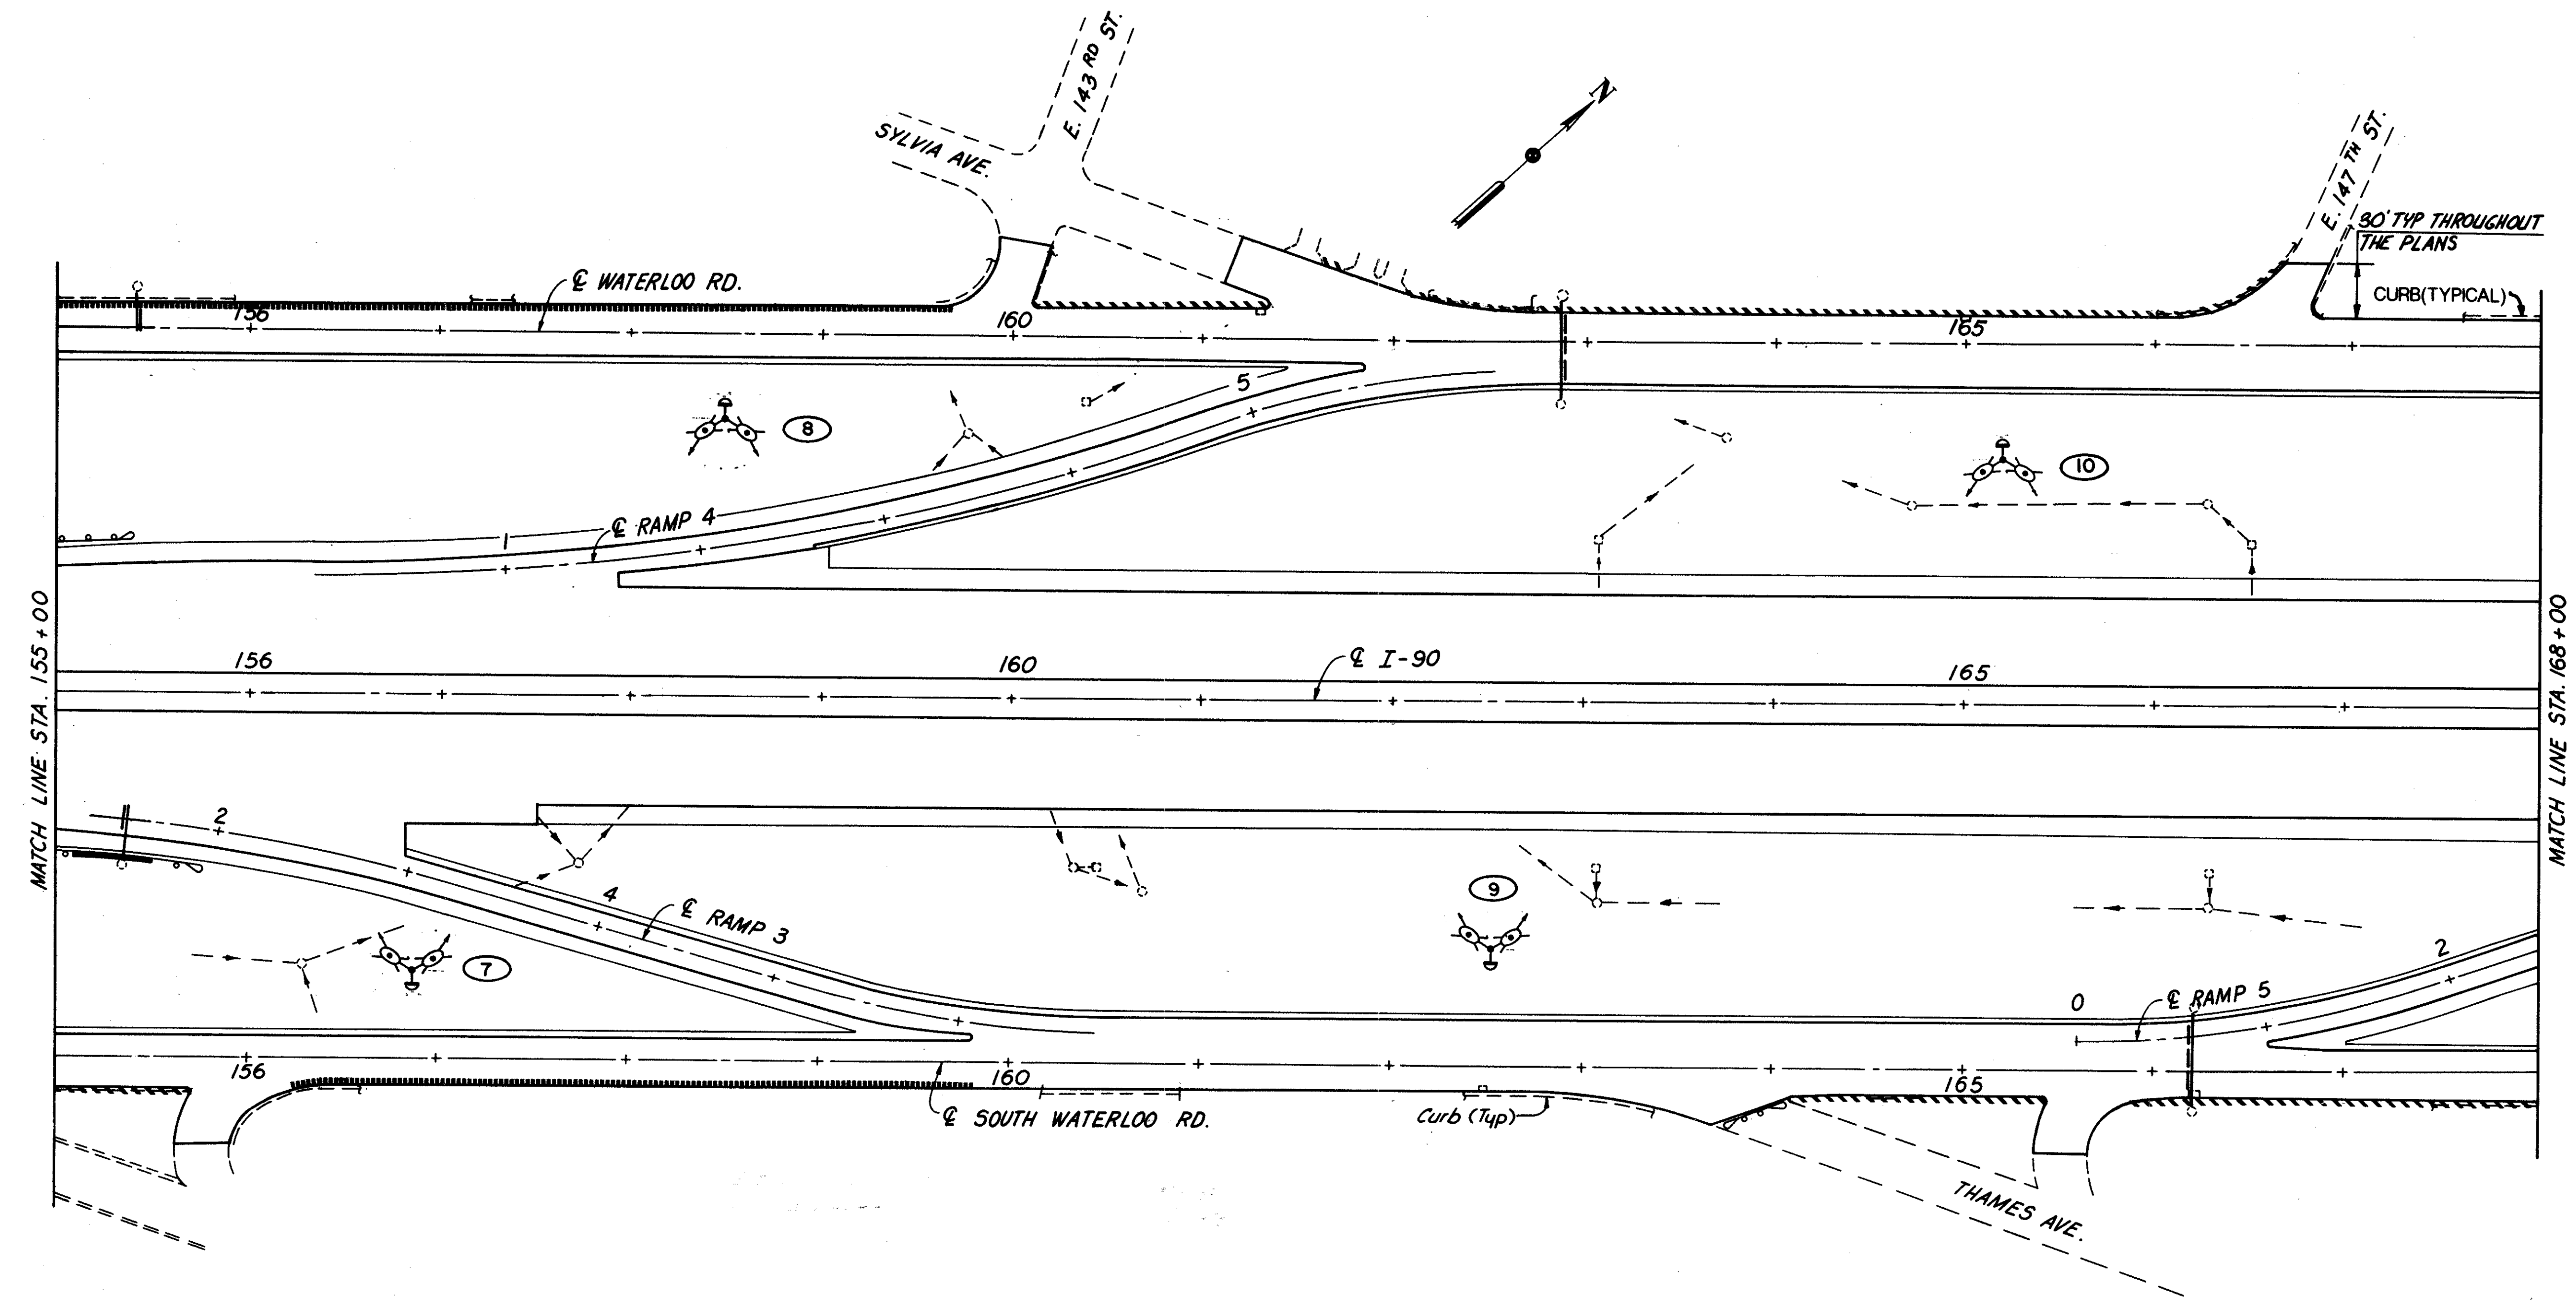 E. 143 RD ST.
N
SYLVIA AVE.
E. 147 TH ST.
30' TYP THROUGHOUT
THE PLANS
CURB(TYPICAL)
℄ WATERLOO RD.
156
160
165
5
8
10
℄ RAMP 4
1
MATCH LINE STA. 155+00
MATCH LINE STA. 168+00
156
160
℄ I-90
165
2
4
℄ RAMP 3
9
7
2
0
℄ RAMP 5
156
160
165
℄ SOUTH WATERLOO RD.
Curb (Typ)
THAMES AVE.